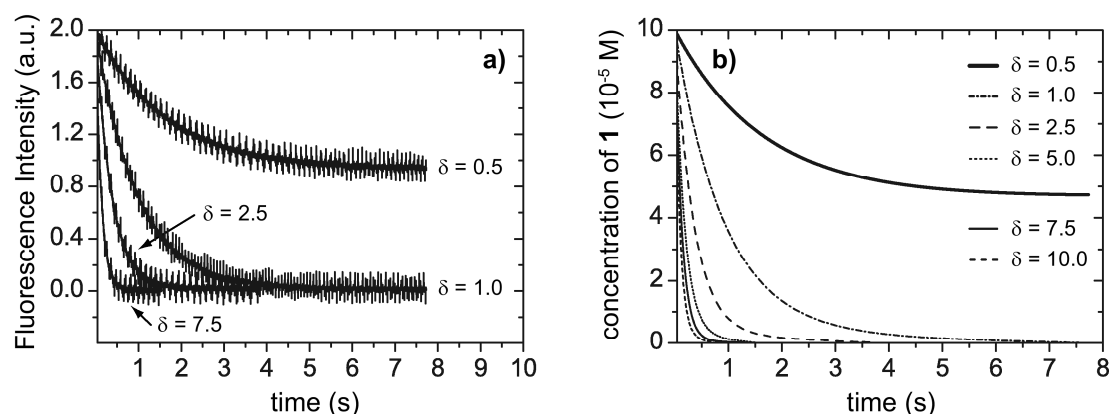 a)
Fluorescence Intensity (a.u.)
2.0
1.6
1.2
0.8
0.4
0.0
δ = 0.5
δ = 2.5
δ = 1.0
δ = 7.5
0 1 2 3 4 5 6 7 8 9 10
time (s)
b)
concentration of 1 (10⁻⁵ M)
10
8
6
4
2
0
δ = 0.5
δ = 1.0
δ = 2.5
δ = 5.0
δ = 7.5
δ = 10.0
1 2 3 4 5 6 7 8
time (s)